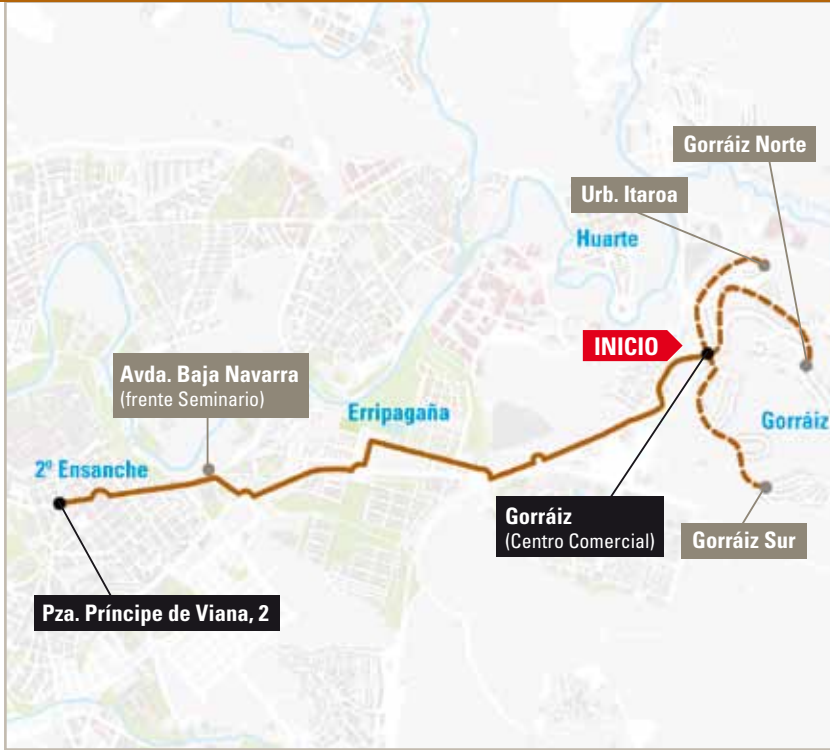 Gorráiz Norte
Urb. Itaroa
Huarte
INICIO
Avda. Baja Navarra
(frente Seminario)
Erripagaña
Gorráiz
2º Ensanche
Gorráiz
(Centro Comercial)
Gorráiz Sur
Pza. Príncipe de Viana, 2